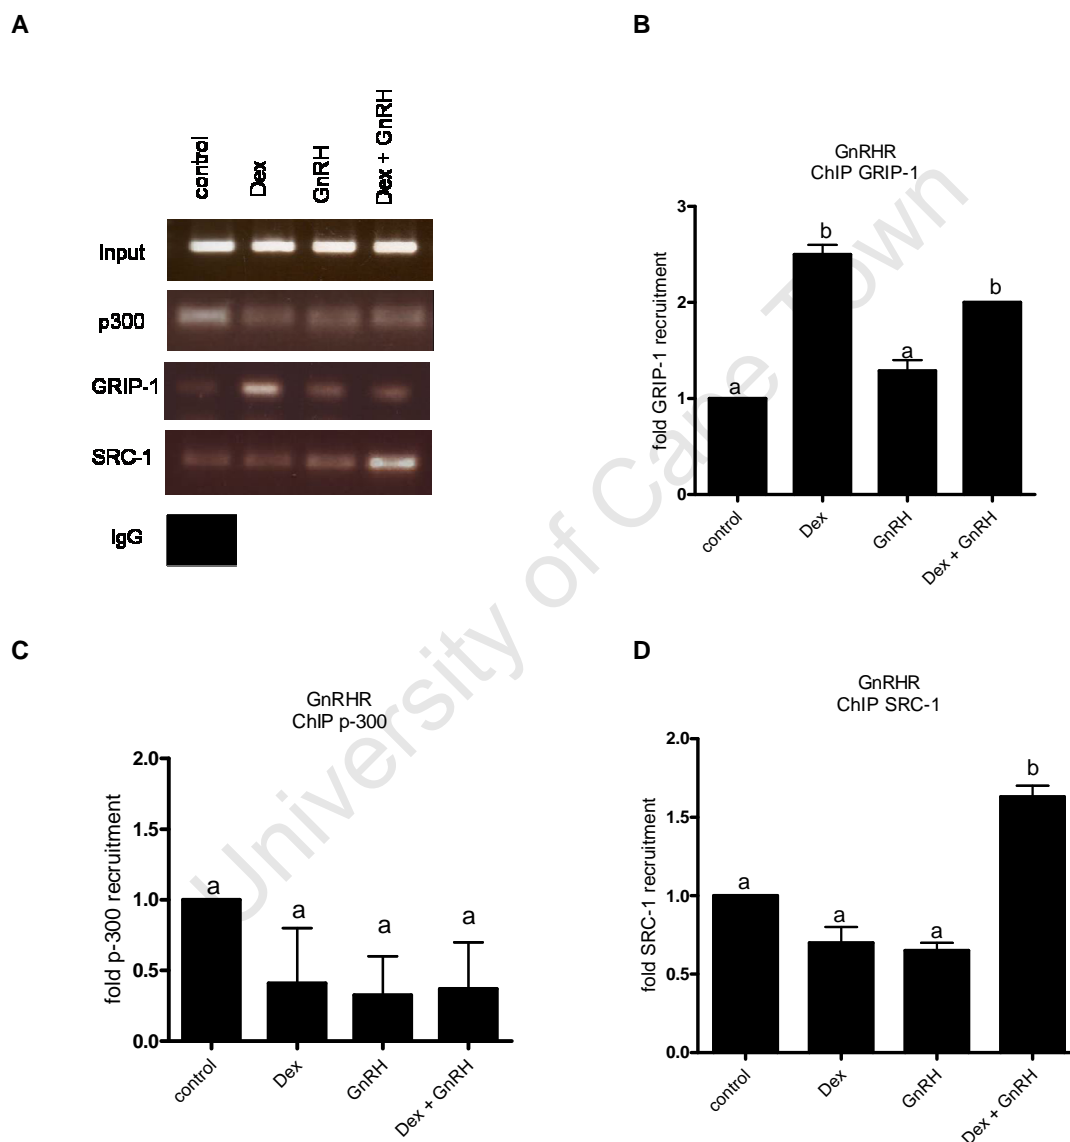 A
control
Dex
GnRH
Dex + GnRH
Input
p300
GRIP-1
SRC-1
IgG
B
GnRHR
ChIP GRIP-1
fold GRIP-1 recruitment
3
2
1
0
a
b
a
b
control
Dex
GnRH
Dex + GnRH
C
GnRHR
ChIP p-300
fold p-300 recruitment
2.0
1.5
1.0
0.5
0.0
a
a
a
a
control
Dex
GnRH
Dex + GnRH
D
GnRHR
ChIP SRC-1
fold SRC-1 recruitment
2.0
1.5
1.0
0.5
0.0
a
a
a
b
control
Dex
GnRH
Dex + GnRH
University of Cape Town